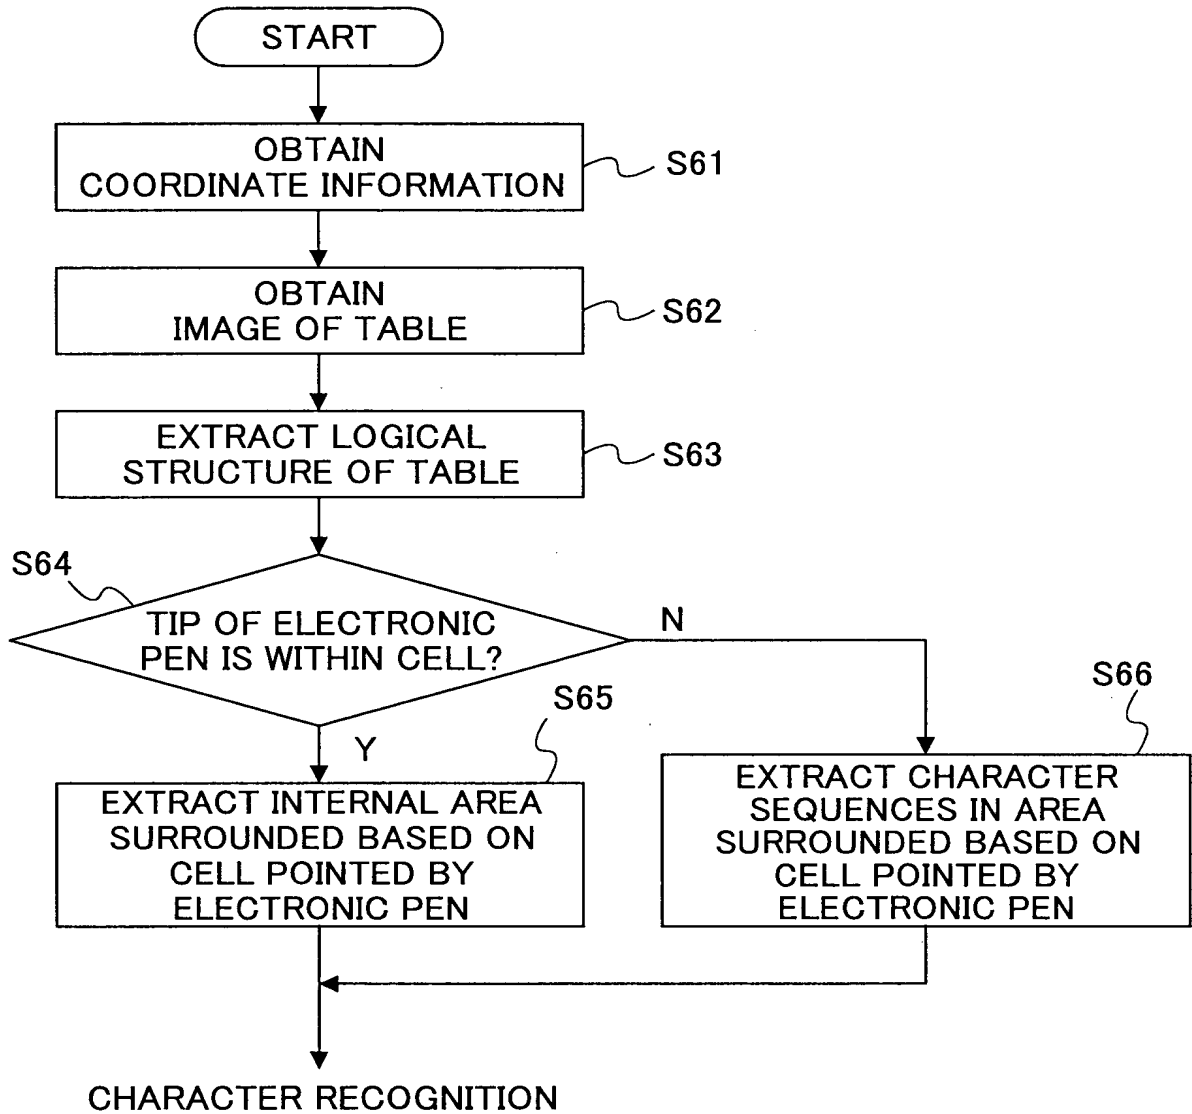 START
OBTAIN
COORDINATE INFORMATION
S61
OBTAIN
IMAGE OF TABLE
S62
EXTRACT LOGICAL
STRUCTURE OF TABLE
S63
S64
TIP OF ELECTRONIC
PEN IS WITHIN CELL?
N
Y
S65
EXTRACT INTERNAL AREA
SURROUNDED BASED ON
CELL POINTED BY
ELECTRONIC PEN
S66
EXTRACT CHARACTER
SEQUENCES IN AREA
SURROUNDED BASED ON
CELL POINTED BY
ELECTRONIC PEN
CHARACTER RECOGNITION